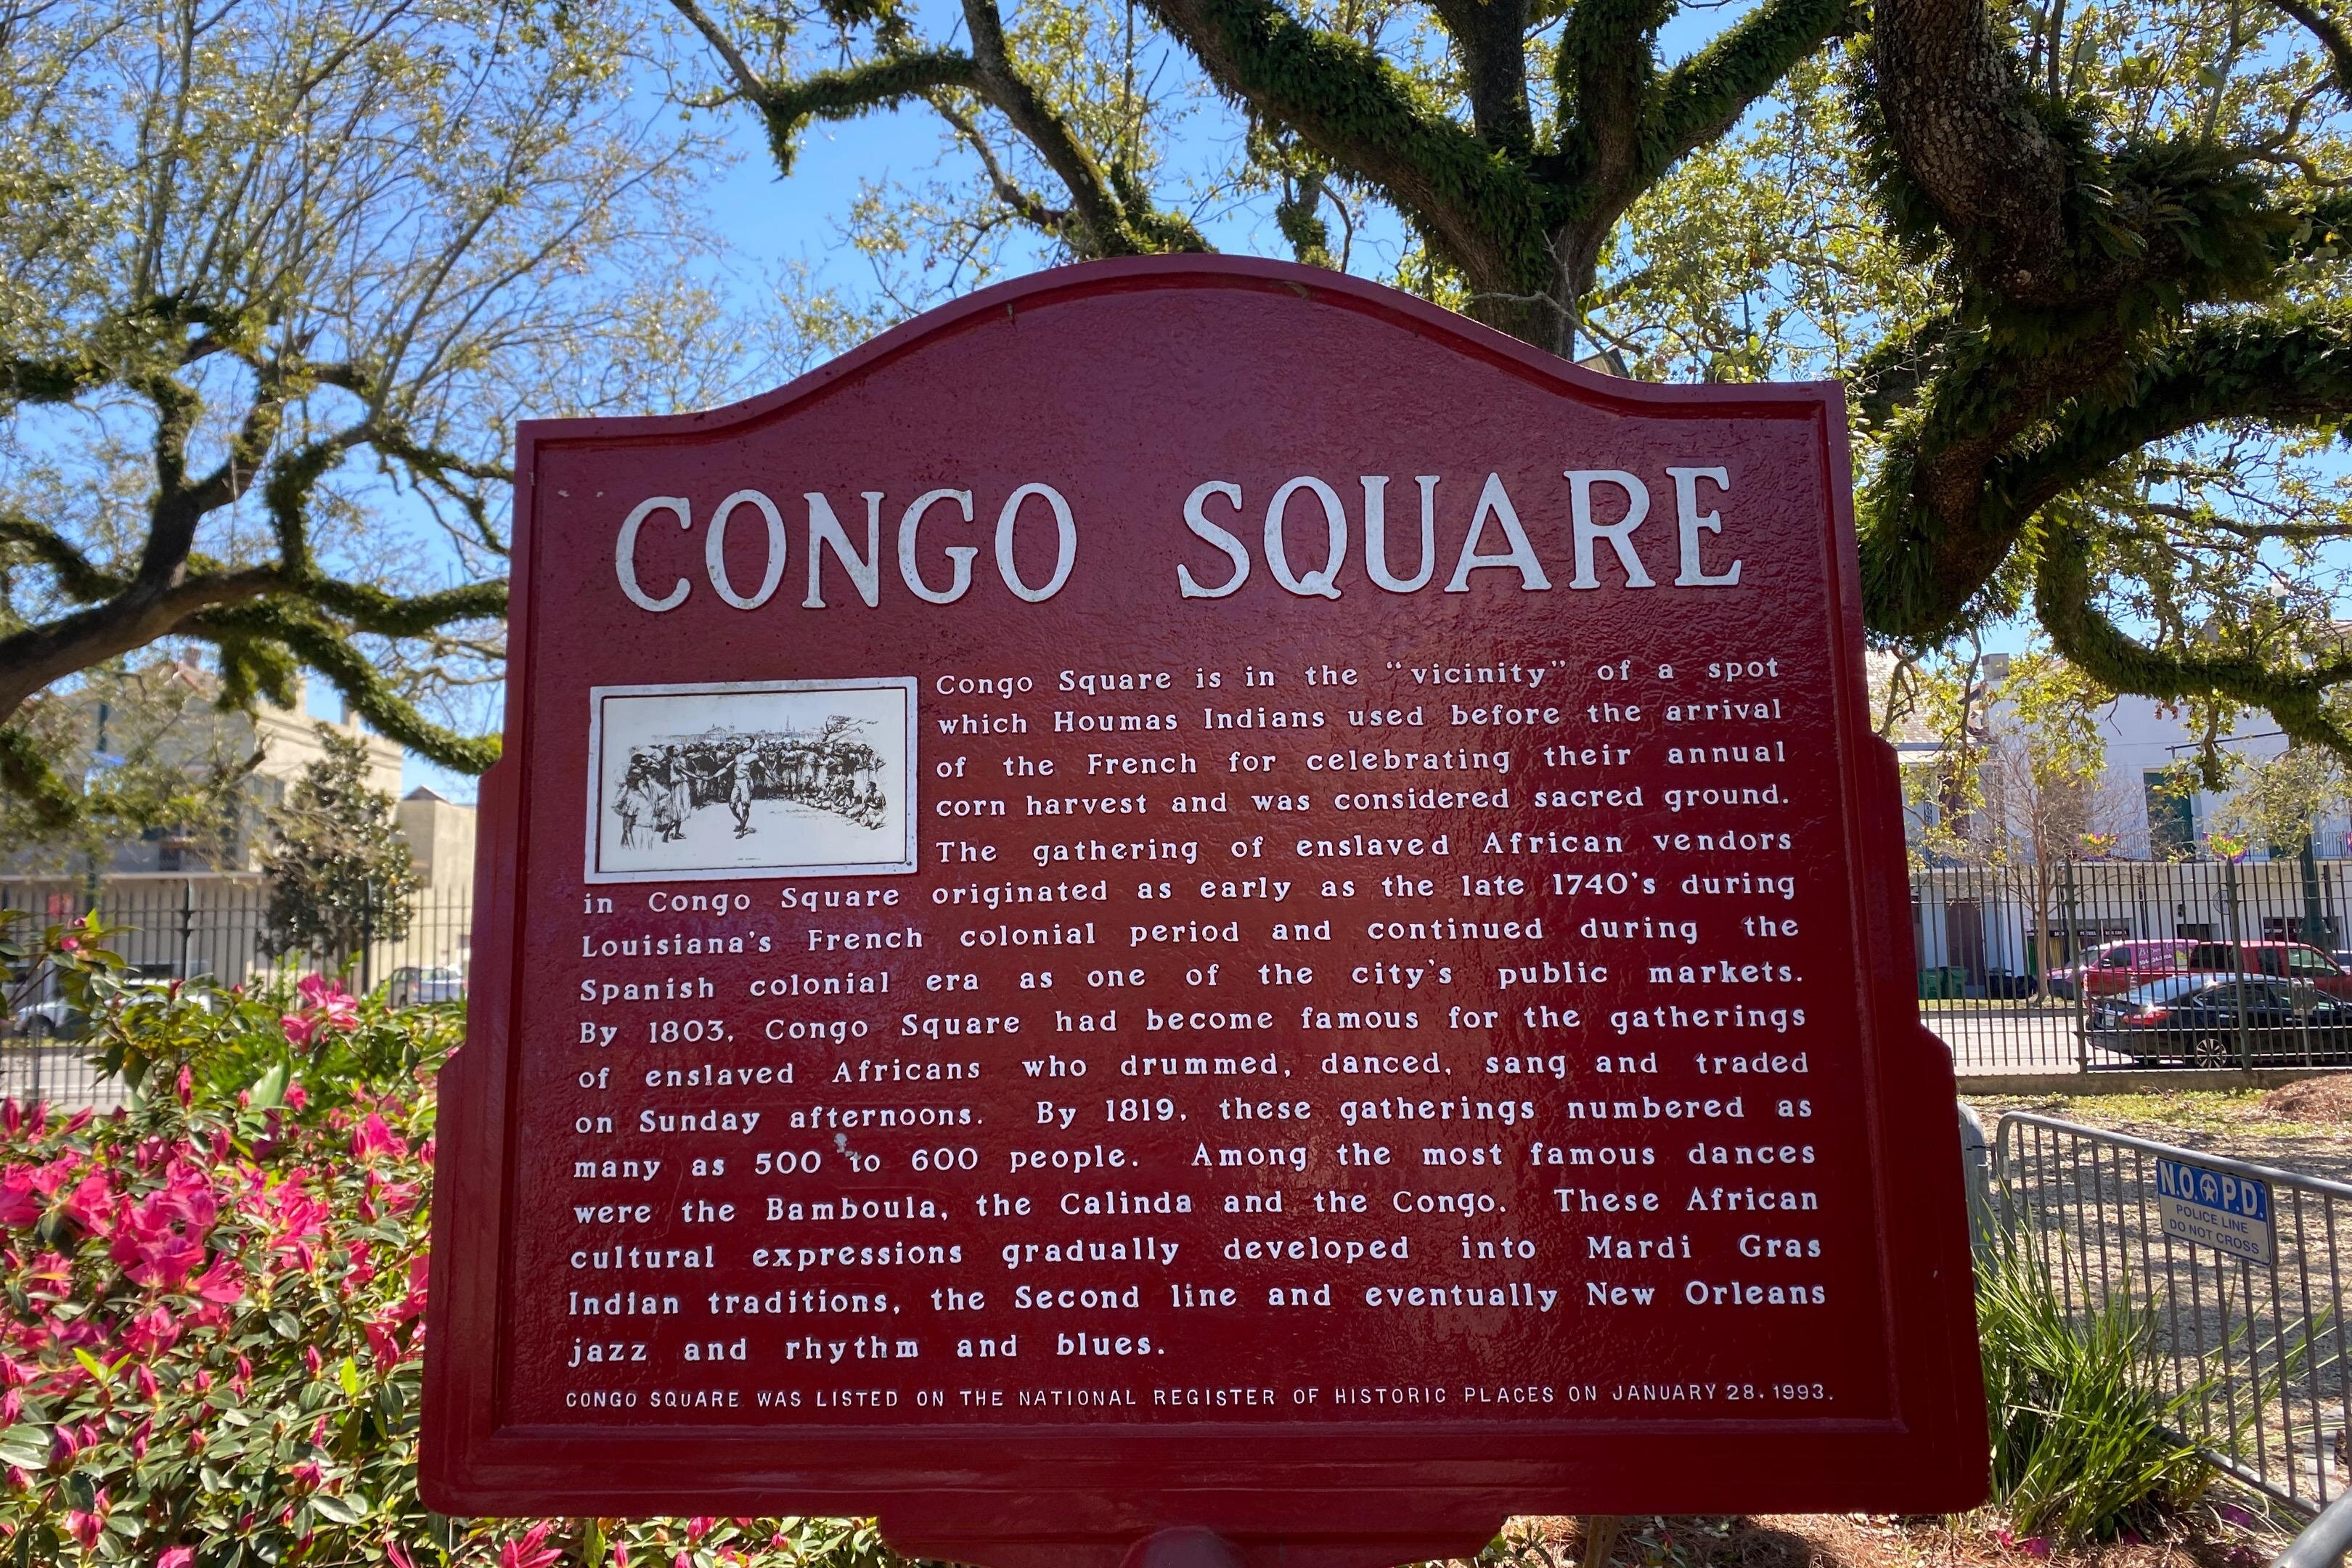 CONGO SQUARE
Congo Square is in the "vicinity" of a spot
which Houmas Indians used before the arrival
of the French for celebrating their annual
corn harvest and was considered sacred ground.
The gathering of enslaved African vendors
in Congo Square originated as early as the late 1740's during
Louisiana's French colonial period and continued during the
Spanish colonial era as one of the city's public markets.
By 1803, Congo Square had become famous for the gatherings
of enslaved Africans who drummed, danced, sang and traded
on Sunday afternoons. By 1819, these gatherings numbered as
many as 500 to 600 people. Among the most famous dances
were the Bamboula, the Calinda and the Congo. These African
cultural expressions gradually developed into Mardi Gras
Indian traditions, the Second line and eventually New Orleans
jazz and rhythm and blues.
CONGO SQUARE WAS LISTED ON THE NATIONAL REGISTER OF HISTORIC PLACES ON JANUARY 28, 1993.
N.O.P.D.
POLICE LINE
DO NOT CROSS